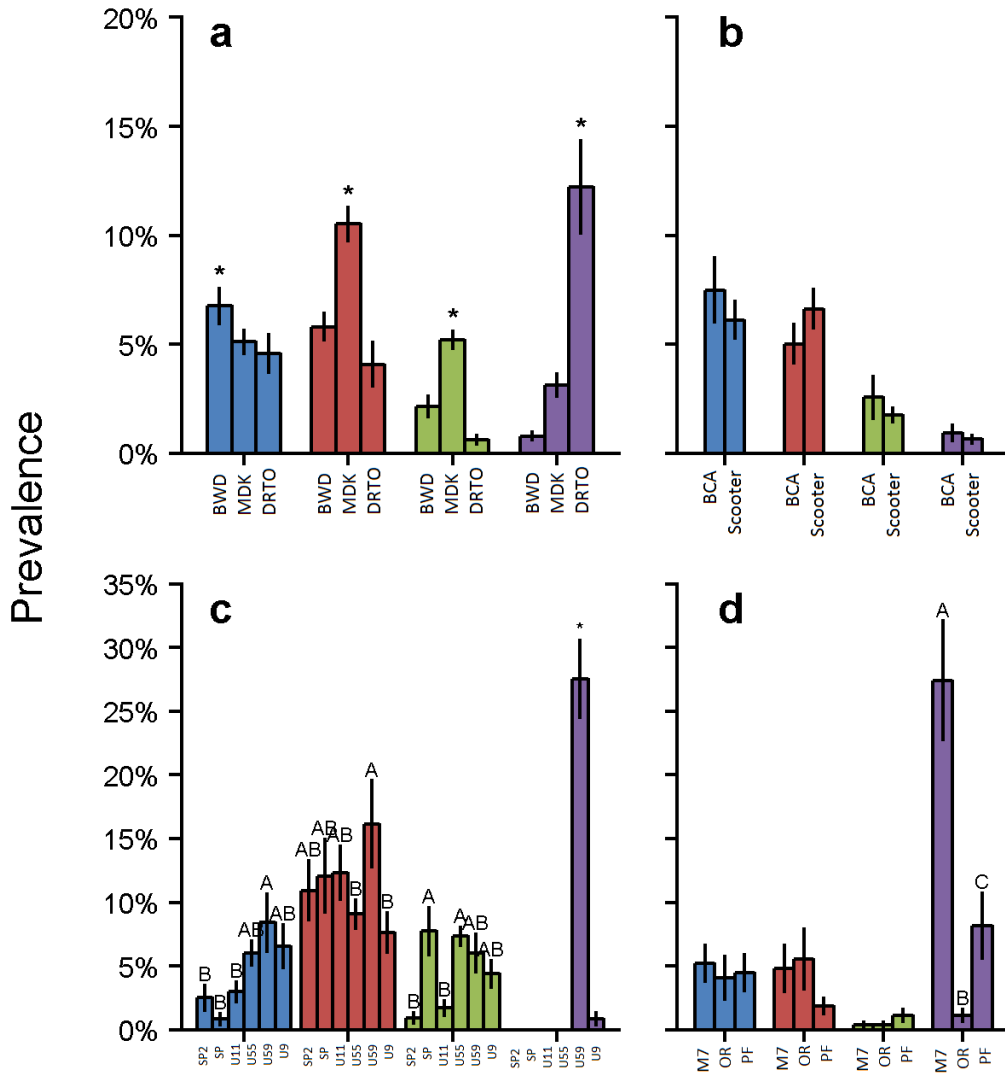 Prevalence
20%
15%
10%
5%
0%
a
*
*
*
*
BWD
MDK
DRTO
BWD
MDK
DRTO
BWD
MDK
DRTO
BWD
MDK
DRTO
b
BCA
Scooter
BCA
Scooter
BCA
Scooter
BCA
Scooter
35%
30%
25%
20%
15%
10%
5%
0%
c
B
B
B
AB
A
AB
AB
AB
AB
B
A
B
B
A
B
A
AB
AB
*
SP2
SP
U11
U55
U59
U9
SP2
SP
U11
U55
U59
U9
SP2
SP
U11
U55
U59
U9
SP2
SP
U11
U55
U59
U9
d
A
B
C
M7
OR
PF
M7
OR
PF
M7
OR
PF
M7
OR
PF